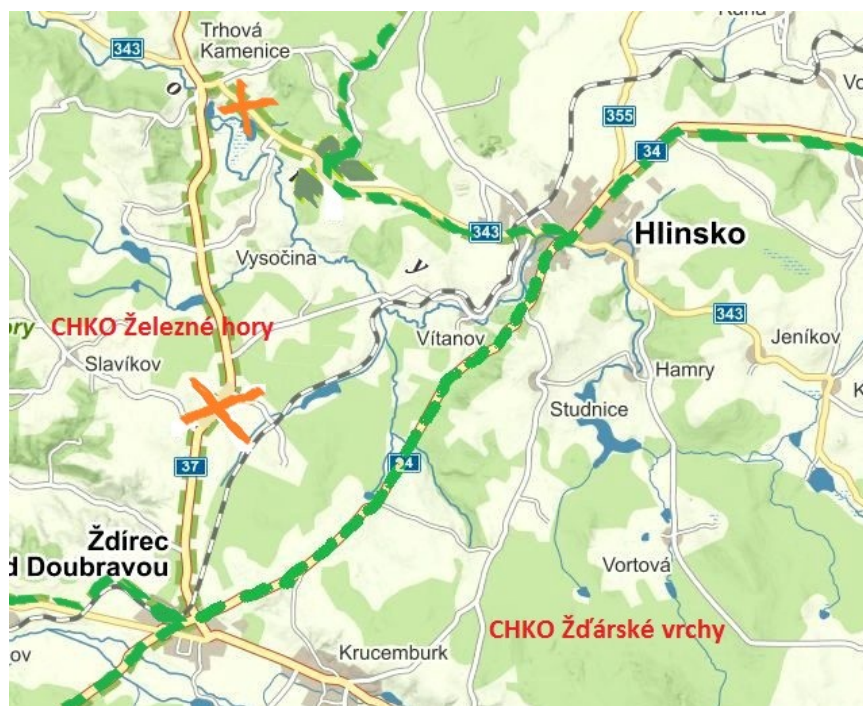 Trhová
Kamenice
343
o
355
34
r
343
Hlinsko
Vysočina
y
CHKO Železné hory
Vítanov
343
Jeníkov
Slavíkov
Hamry
Studnice
37
34
Ždírec
d Doubravou
Vortová
CHKO Žďárské vrchy
Krucemburk
ov